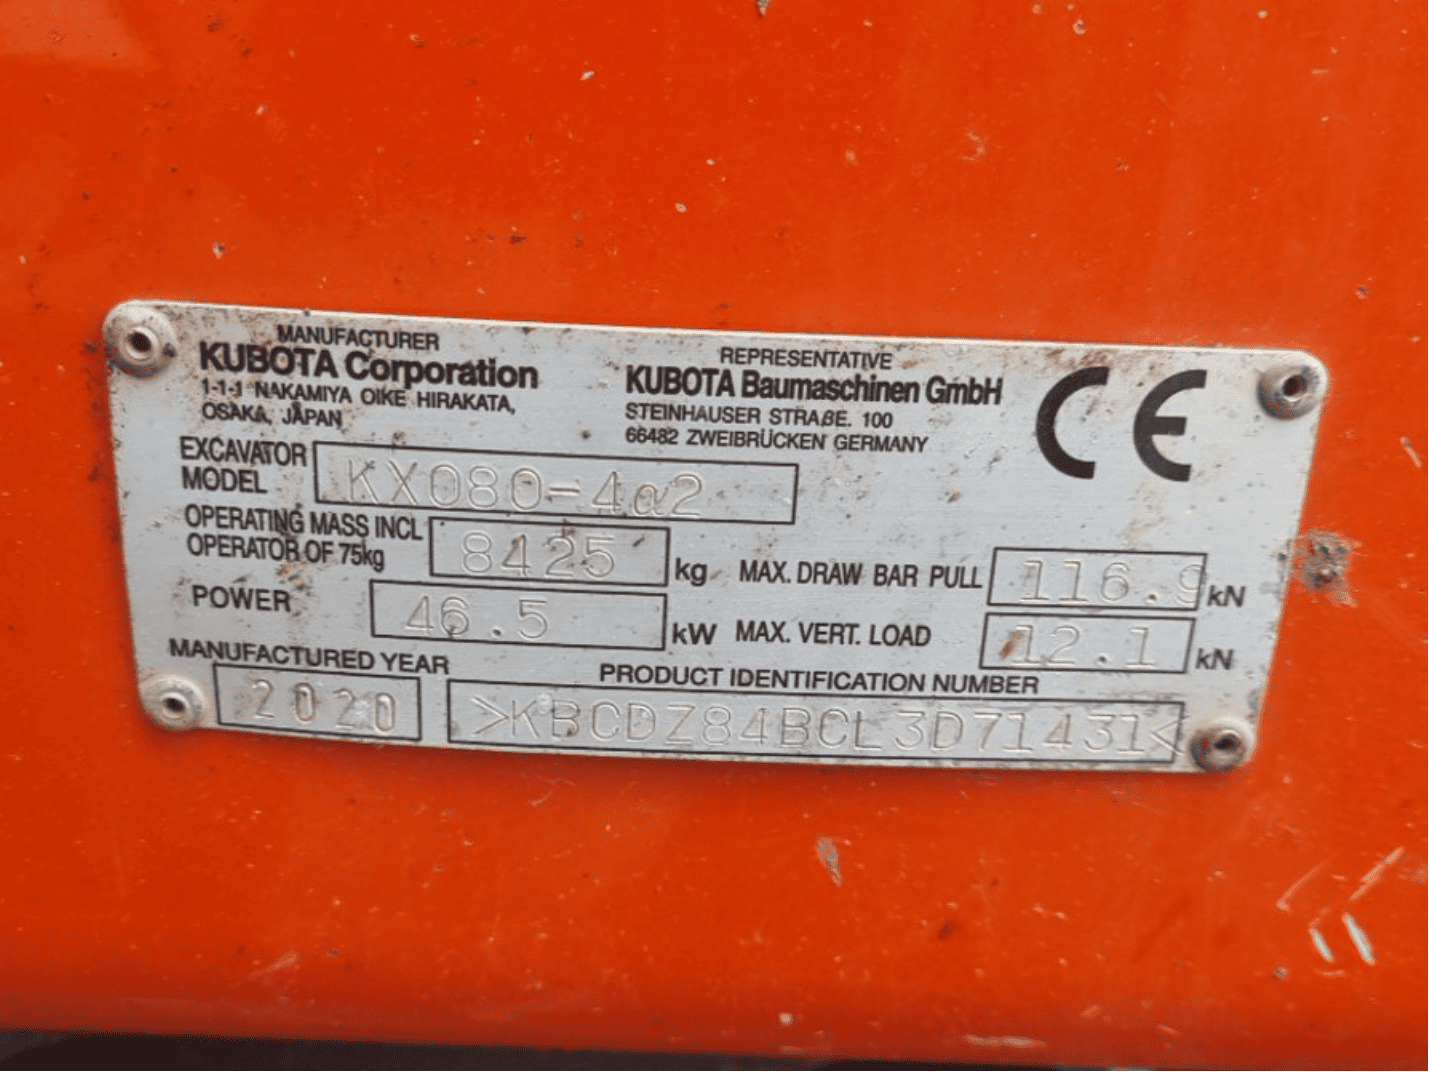 MANUFACTURER
KUBOTA Corporation
1-1-1 NAKAMIYA OIKE HIRAKATA,
OSAKA, JAPAN
REPRESENTATIVE
KUBOTA Baumaschinen GmbH
STEINHAUSER STRAßE. 100
66482 ZWEIBRÜCKEN GERMANY
CE
EXCAVATOR
MODEL KX080-4α2
OPERATING MASS INCL
OPERATOR OF 75kg 8425 kg
MAX. DRAW BAR PULL 116.9 kN
POWER 46.5 kW
MAX. VERT. LOAD 12.1 kN
MANUFACTURED YEAR
2020
PRODUCT IDENTIFICATION NUMBER
>KBCDZ84BCL3D71431<